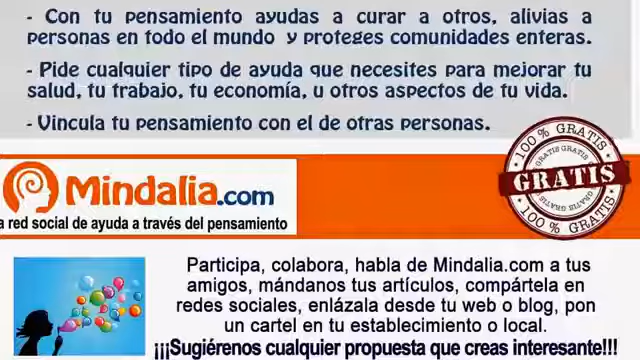 - Con tu pensamiento ayudas a curar a otros, alivias a
personas en todo el mundo y proteges comunidades enteras.
- Pide cualquier tipo de ayuda que necesites para mejorar tu
salud, tu trabajo, tu economía, u otros aspectos de tu vida.
- Vincula tu pensamiento con el de otras personas.
100 % GRATIS
GRATIS GRATIS
GRATIS
GRATIS GRATIS
100 % GRATIS
Mindalia.com
a red social de ayuda a través del pensamiento
Participa, colabora, habla de Mindalia.com a tus
amigos, mándanos tus artículos, compártela en
redes sociales, enlázala desde tu web o blog, pon
un cartel en tu establecimiento o local.
¡¡¡Sugiérenos cualquier propuesta que creas interesante!!!